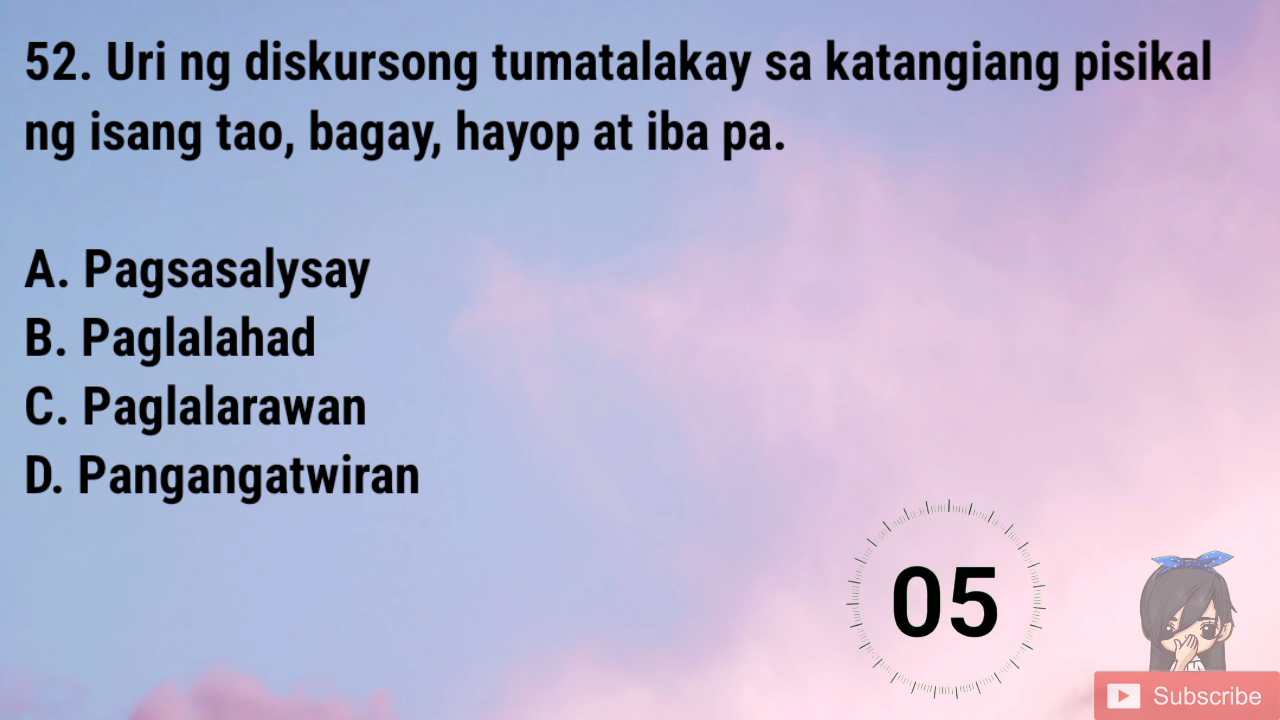 52. Uri ng diskursong tumatalakay sa katangiang pisikal
ng isang tao, bagay, hayop at iba pa.
A. Pagsasalysay
B. Paglalahad
C. Paglalarawan
D. Pangangatwiran
05
Subscribe